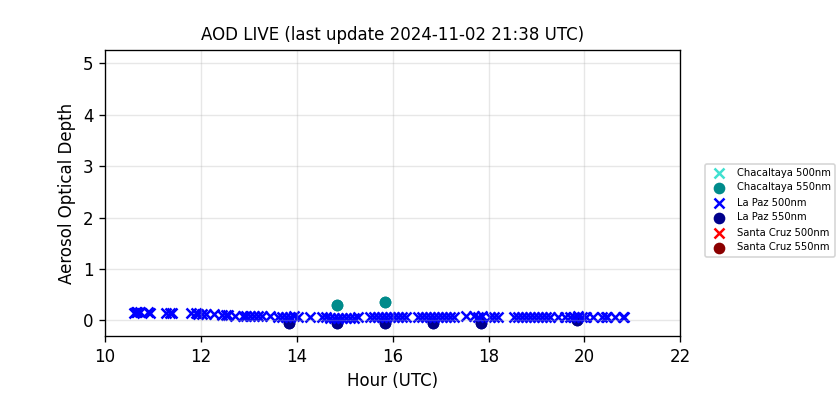 AOD LIVE (last update 2024-11-02 21:38 UTC)
Aerosol Optical Depth
5
4
3
2
1
0
10 12 14 16 18 20 22
Hour (UTC)
Chacaltaya 500nm
Chacaltaya 550nm
La Paz 500nm
La Paz 550nm
Santa Cruz 500nm
Santa Cruz 550nm